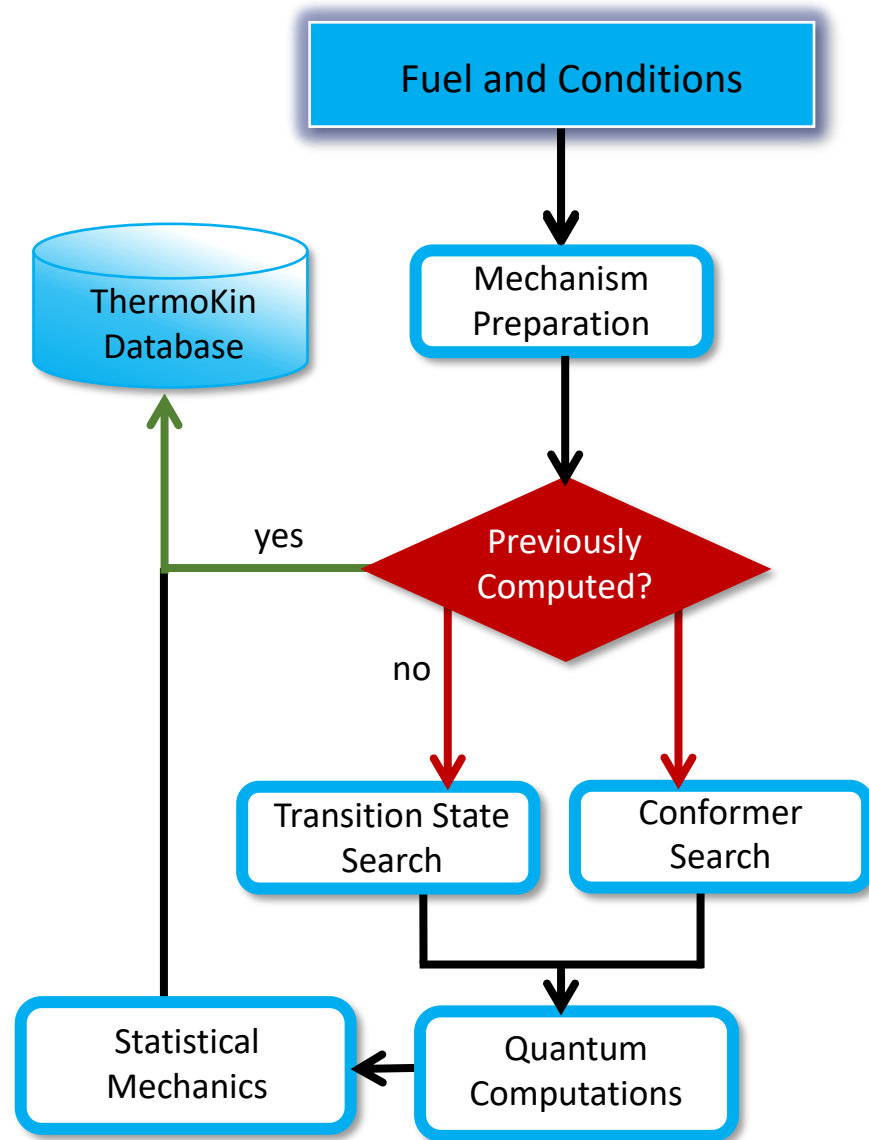 Fuel and Conditions
Mechanism
Preparation
ThermoKin
Database
yes
Previously
Computed?
no
Transition State
Search
Conformer
Search
Statistical
Mechanics
Quantum
Computations